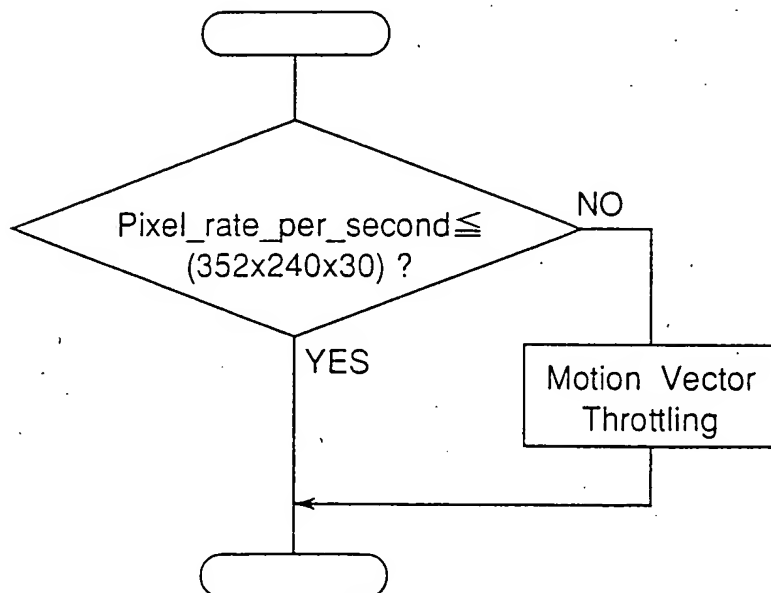 Pixel_rate_per_second≦
(352x240x30) ?
NO
YES
Motion Vector
Throttling